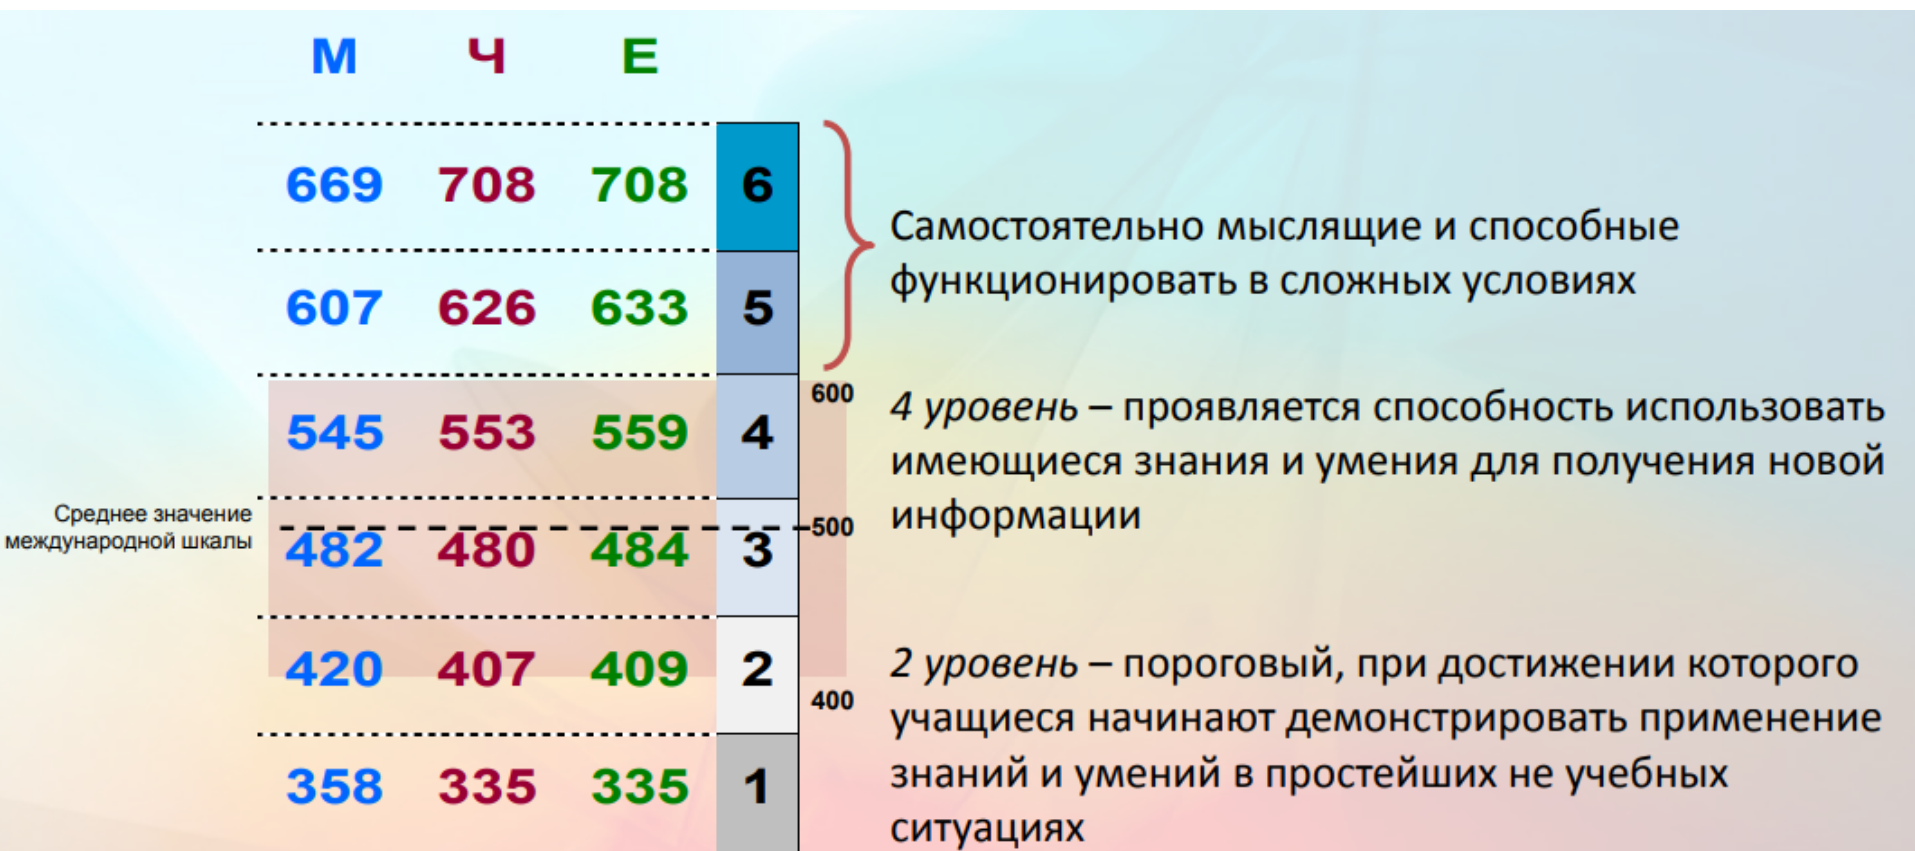 М Ч Е
669 708 708 6
Самостоятельно мыслящие и способные
функционировать в сложных условиях
607 626 633 5
600
4 уровень – проявляется способность использовать
имеющиеся знания и умения для получения новой
информации
545 553 559 4
Среднее значение
международной шкалы
500
482 480 484 3
2 уровень – пороговый, при достижении которого
учащиеся начинают демонстрировать применение
знаний и умений в простейших не учебных
ситуациях
420 407 409 2
400
358 335 335 1